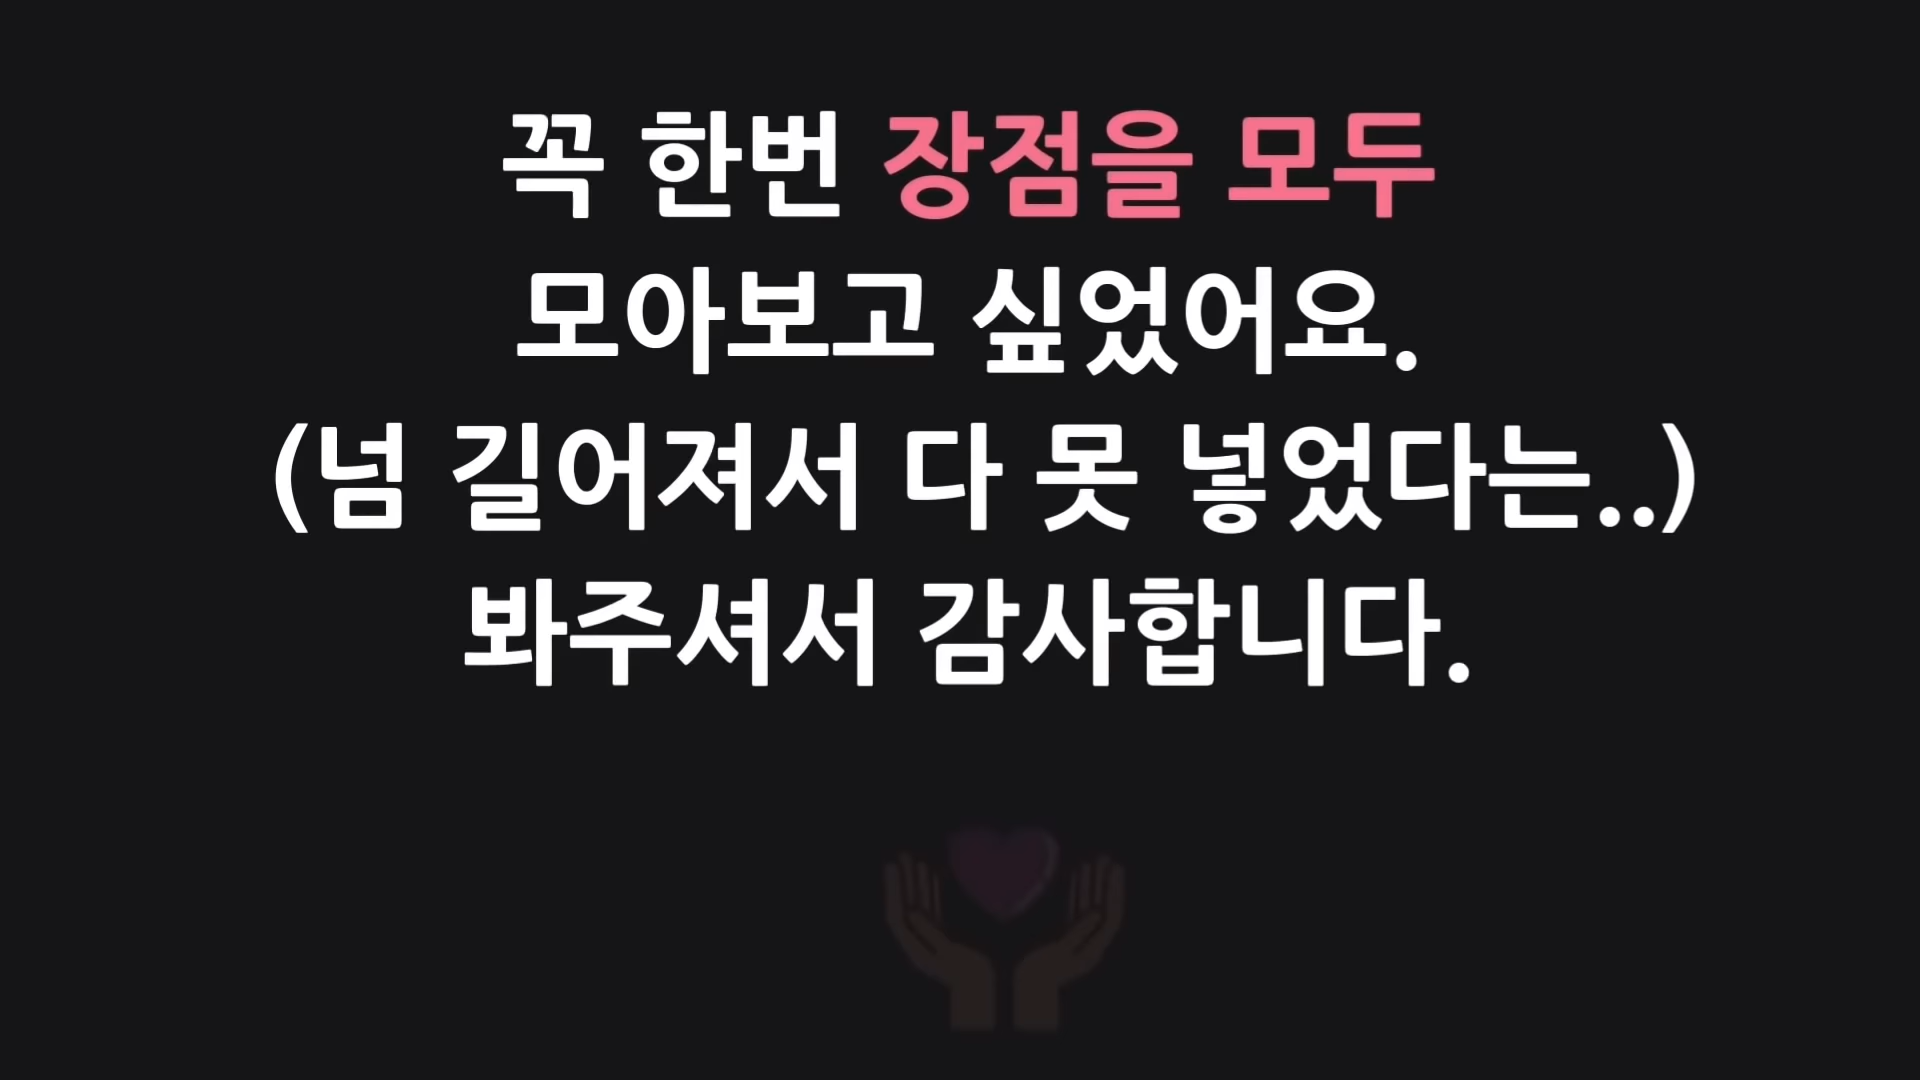 꼭 한번 장점을 모두
모아보고 싶었어요.
(넘 길어져서 다 못 넣었다는..)
봐주셔서 감사합니다.